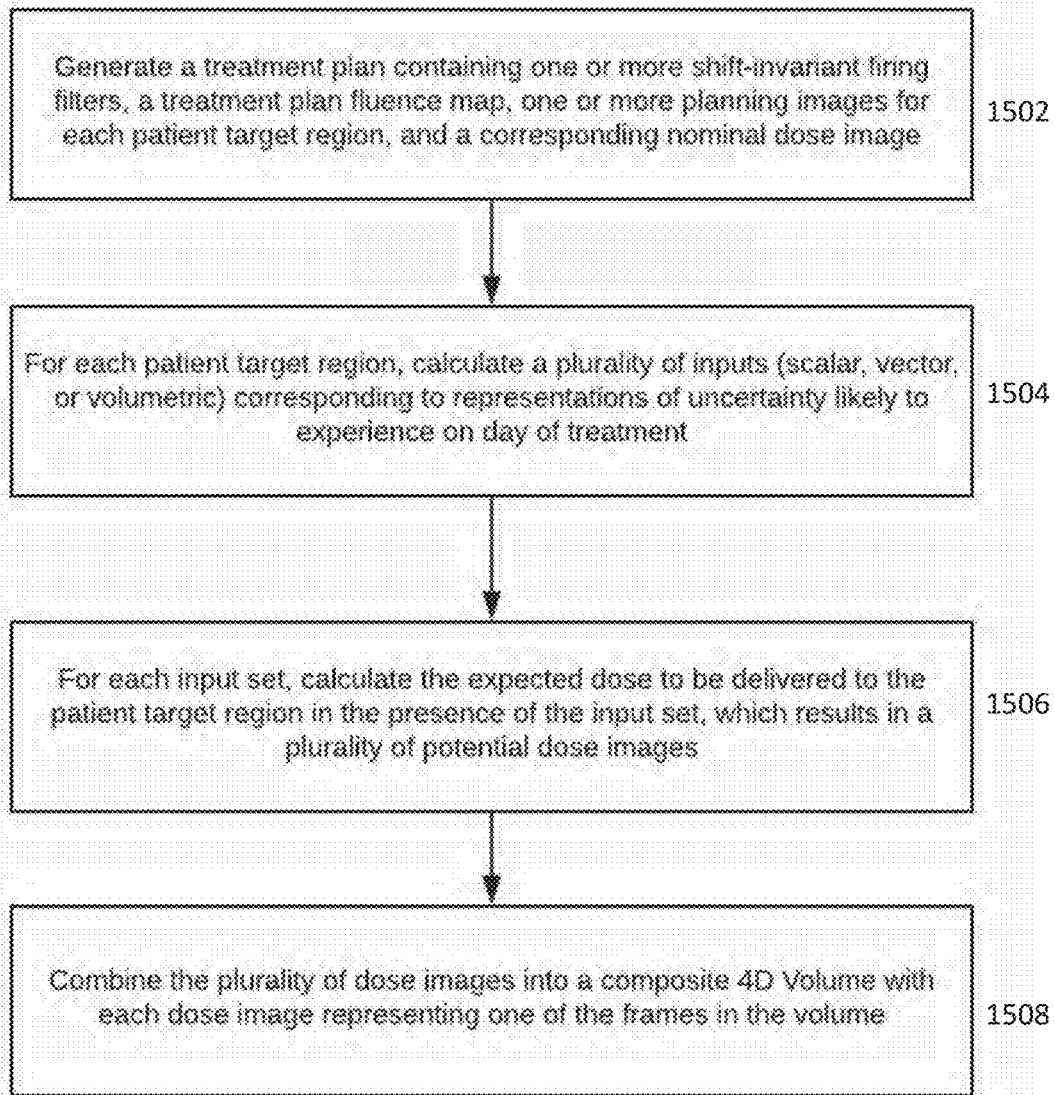 Generate a treatment plan containing one or more shift-invariant firing
filters, a treatment plan fluence map, one or more planning images for
each patient target region, and a corresponding nominal dose image
1502
For each patient target region, calculate a plurality of inputs (scalar, vector,
or volumetric) corresponding to representations of uncertainty likely to
experience on day of treatment
1504
For each input set, calculate the expected dose to be delivered to the
patient target region in the presence of the input set, which results in a
plurality of potential dose images
1506
Combine the plurality of dose images into a composite 4D Volume with
each dose image representing one of the frames in the volume
1508